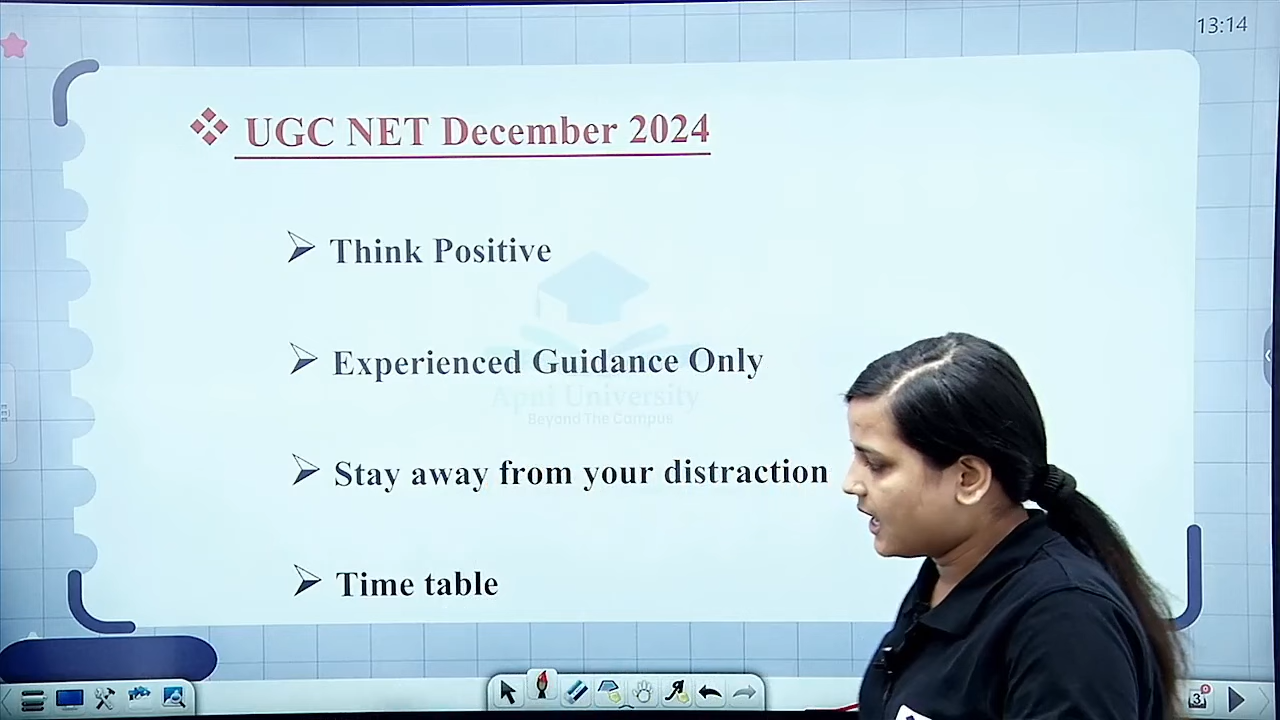 13:14
UGC NET December 2024
Think Positive
Experienced Guidance Only
Apni University
Beyond The Campus
Stay away from your distraction
Time table
3